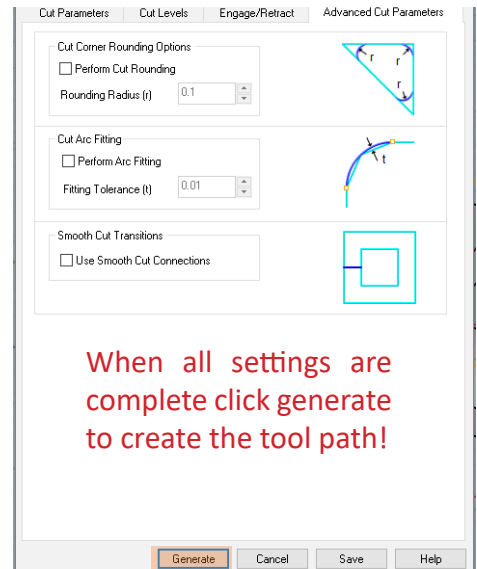 Cut Parameters Cut Levels Engage/Retract Advanced Cut Parameters
Cut Corner Rounding Options
Perform Cut Rounding
Rounding Radius (r) 0.1
r r
r
Cut Arc Fitting
Perform Arc Fitting
Fitting Tolerance (t) 0.01
t
Smooth Cut Transitions
Use Smooth Cut Connections
When all settings are
complete click generate
to create the tool path!
Generate Cancel Save Help